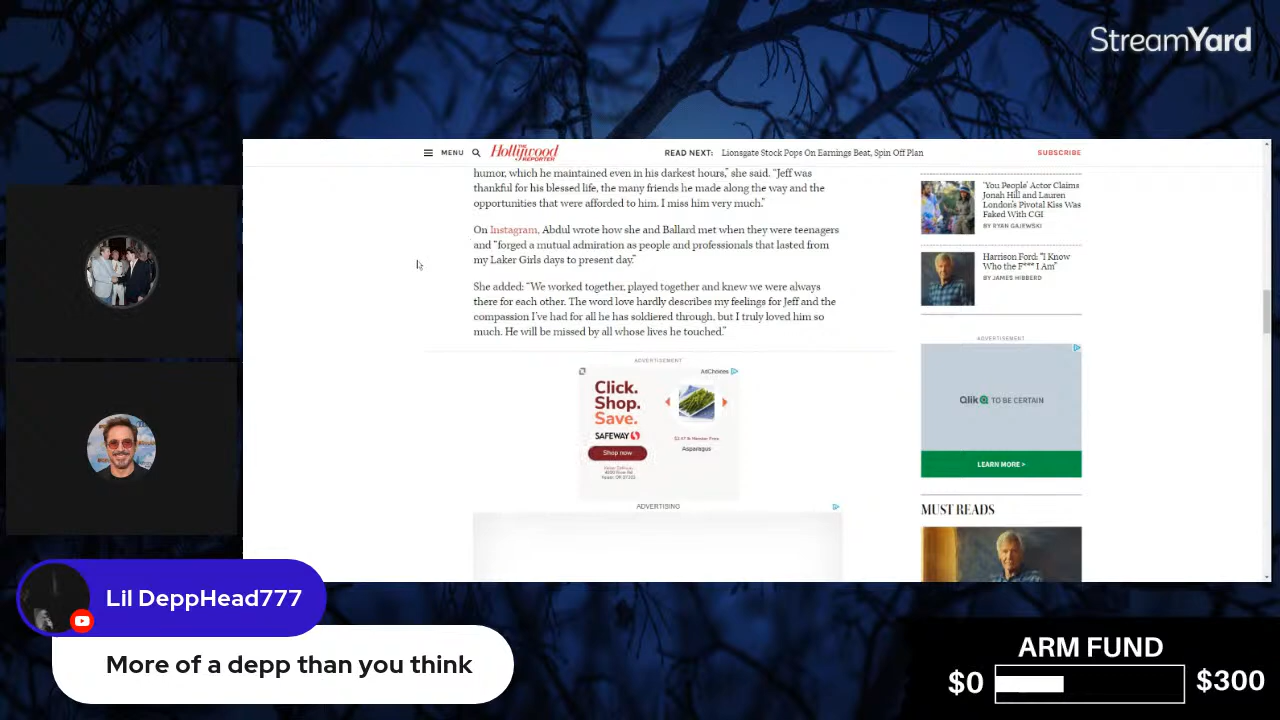 StreamYard
MENU
THE
Hollywood
REPORTER
READ NEXT: Lionsgate Stock Pops On Earnings Beat, Spin Off Plan
SUBSCRIBE
humor, which he maintained even in his darkest hours,” she said. “Jeff was
thankful for his blessed life, the many friends he made along the way and the
opportunities that were afforded to him. I miss him very much.”
On Instagram, Abdul wrote how she and Ballard met when they were teenagers
and “forged a mutual admiration as people and professionals that lasted from
my Laker Girls days to present day.”
She added: “We worked together, played together and knew we were always
there for each other. The word love hardly describes my feelings for Jeff and the
compassion I’ve had for all he has soldiered through, but I truly loved him so
much. He will be missed by all whose lives he touched.”
ADVERTISEMENT
AdChoices
Click.
Shop.
Save.
SAFEWAY
Shop now
Asparagus
ADVERTISING
'You People' Actor Claims
Jonah Hill and Lauren
London's Pivotal Kiss Was
Faked With CGI
BY RYAN GAJEWSKI
Harrison Ford: "I Know
Who the F*** I Am"
BY JAMES HIBBERD
ADVERTISEMENT
Qlik TO BE CERTAIN
LEARN MORE >
MUST READS
Lil DeppHead777
More of a depp than you think
ARM FUND
$0
$300